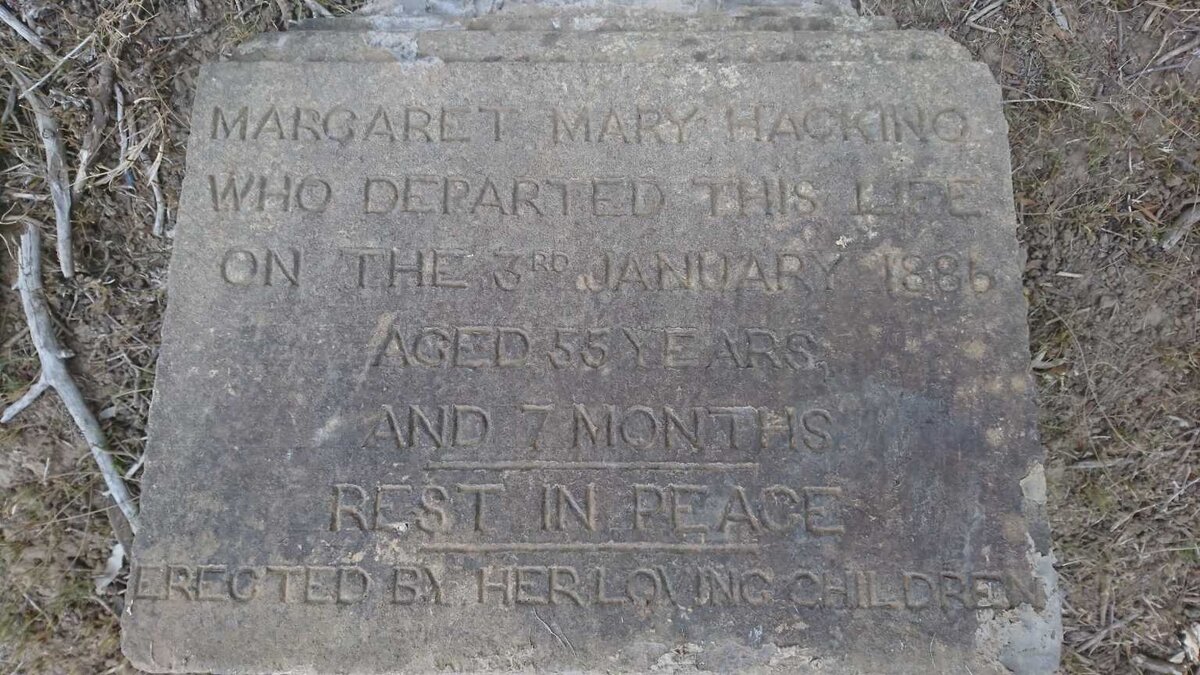 MARGARET MARY HACKING
WHO DEPARTED THIS LIFE
ON THE 3RD JANUARY 1886
AGED 55 YEARS
AND 7 MONTHS
REST IN PEACE
ERECTED BY HER LOVING CHILDREN